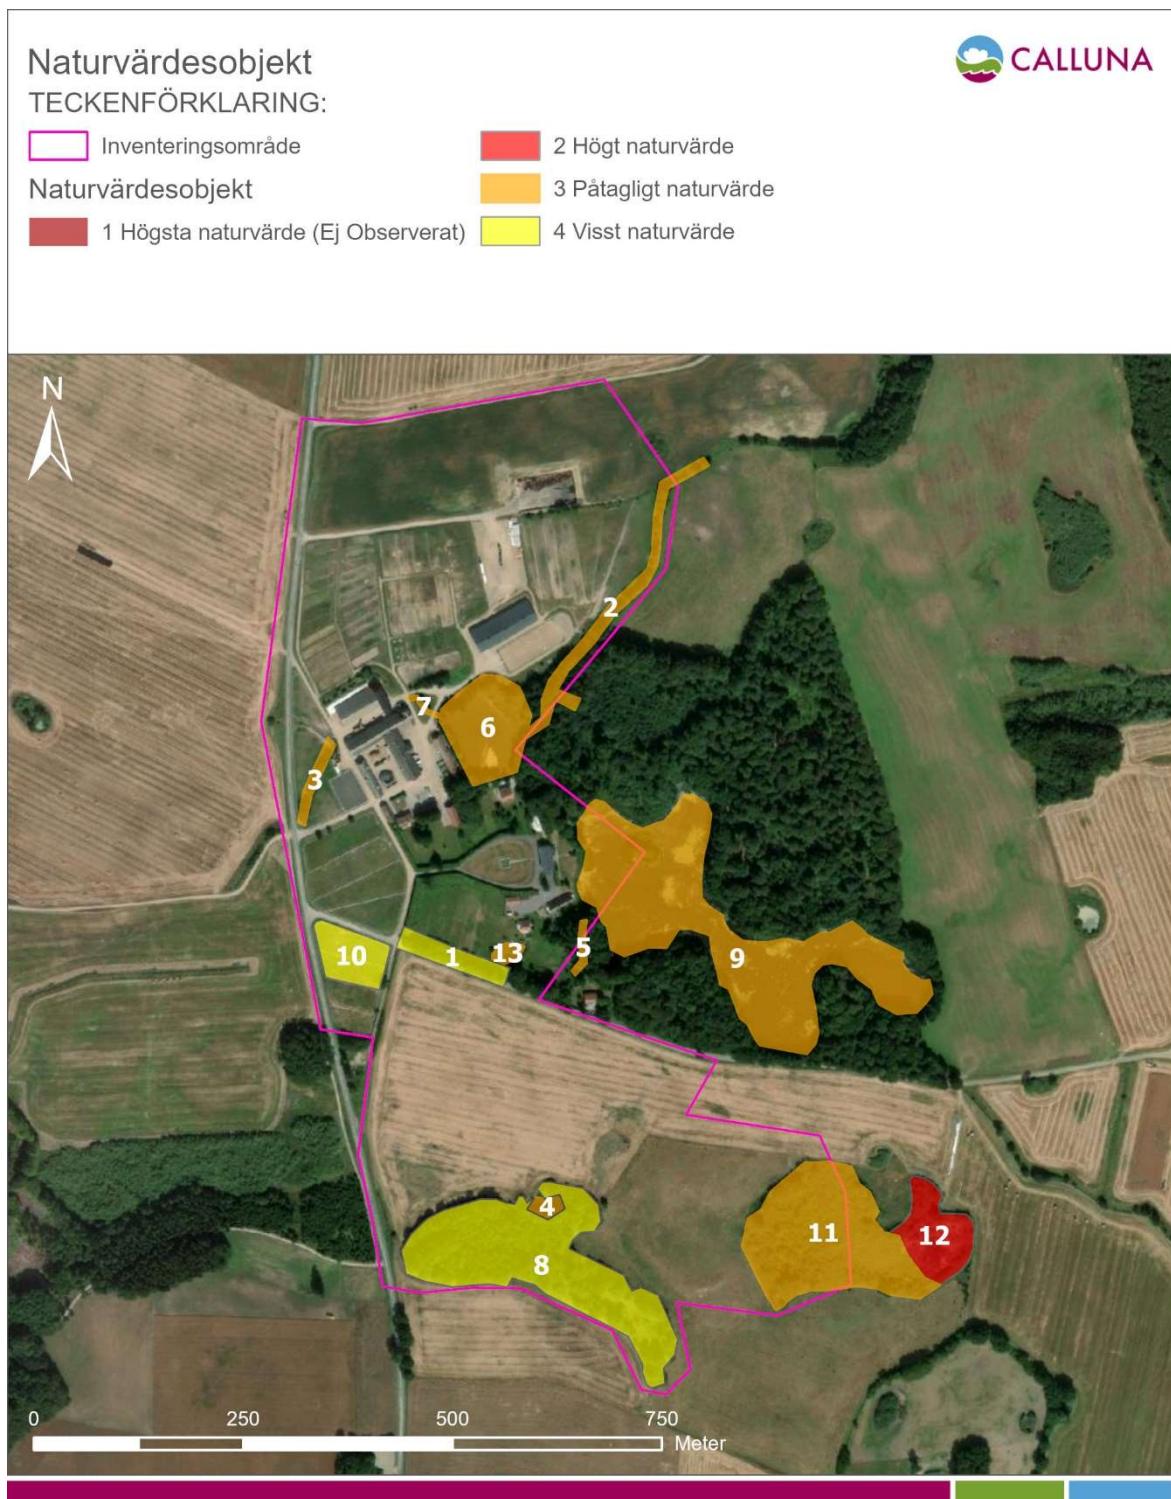 Naturvärdesobjekt
TECKENFÖRKLARING:
CALLUNA
Inventeringsområde
Naturvärdesobjekt
1 Högsta naturvärde (Ej Observerat)
2 Högt naturvärde
3 Påtagligt naturvärde
4 Visst naturvärde
N
2
7
6
3
10
1
13
5
9
4
8
11
12
0 250 500 750
Meter